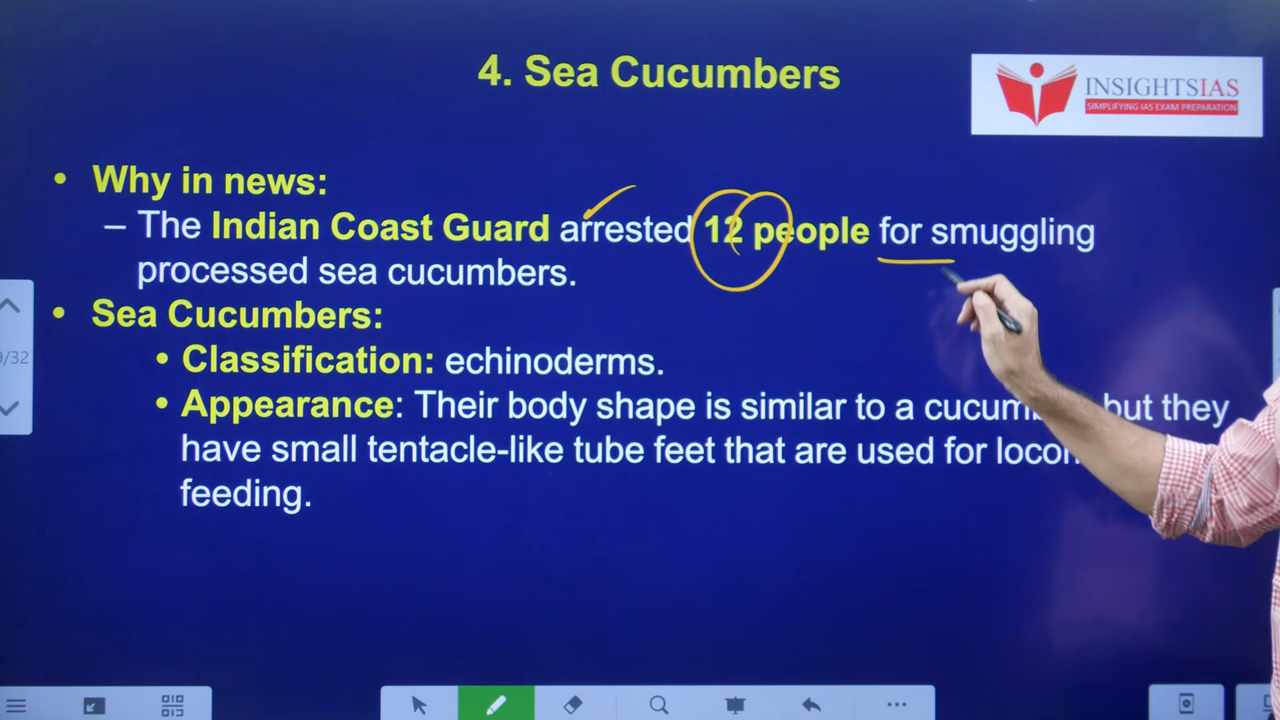 4. Sea Cucumbers
INSIGHTSIAS
SIMPLIFYING IAS EXAM PREPARATION
• Why in news:
– The Indian Coast Guard arrested 12 people for smuggling
processed sea cucumbers.
• Sea Cucumbers:
• Classification: echinoderms.
• Appearance: Their body shape is similar to a but they
have small tentacle-like tube feet that are used for
feeding.
/32